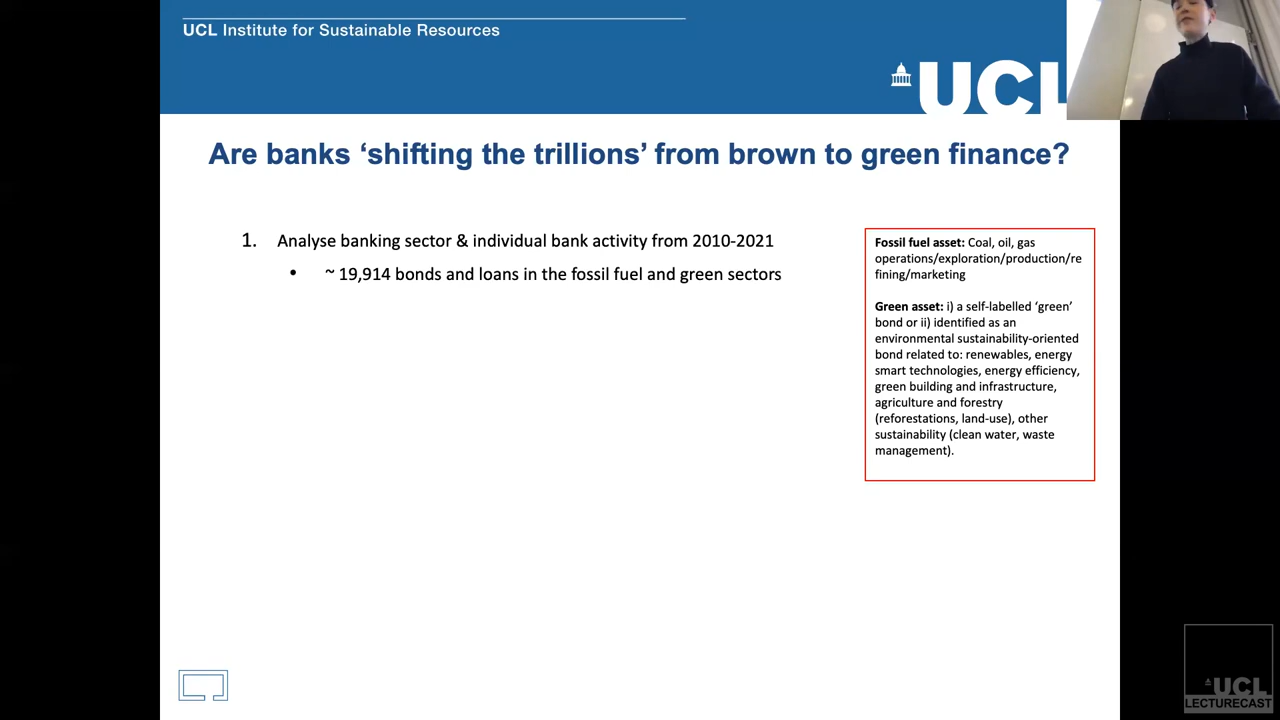 UCL Institute for Sustainable Resources
UCL
Are banks ‘shifting the trillions’ from brown to green finance?
1. Analyse banking sector & individual bank activity from 2010-2021
• ~ 19,914 bonds and loans in the fossil fuel and green sectors
Fossil fuel asset: Coal, oil, gas
operations/exploration/production/re
fining/marketing
Green asset: i) a self-labelled ‘green’
bond or ii) identified as an
environmental sustainability-oriented
bond related to: renewables, energy
smart technologies, energy efficiency,
green building and infrastructure,
agriculture and forestry
(reforestations, land-use), other
sustainability (clean water, waste
management).
UCL
LECTURECAST